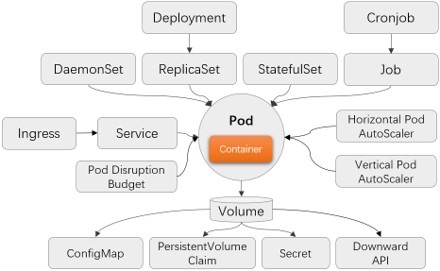 Deployment
Cronjob
DaemonSet
ReplicaSet
StatefulSet
Job
Pod
Container
Ingress
Service
Pod Disruption
Budget
Horizontal Pod
AutoScaler
Vertical Pod
AutoScaler
Volume
ConfigMap
PersistentVolume
Claim
Secret
Downward
API